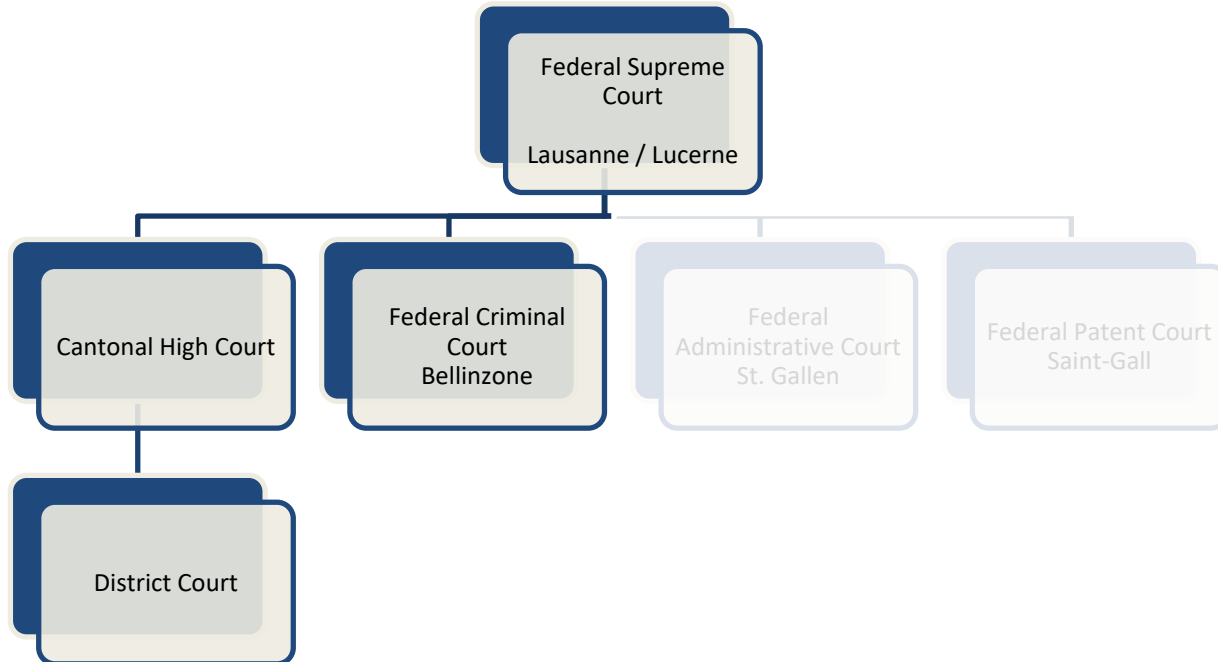 Federal Supreme
Court
Lausanne / Lucerne
Cantonal High Court
Federal Criminal
Court
Bellinzone
Federal
Administrative Court
St. Gallen
Federal Patent Court
Saint-Gall
District Court